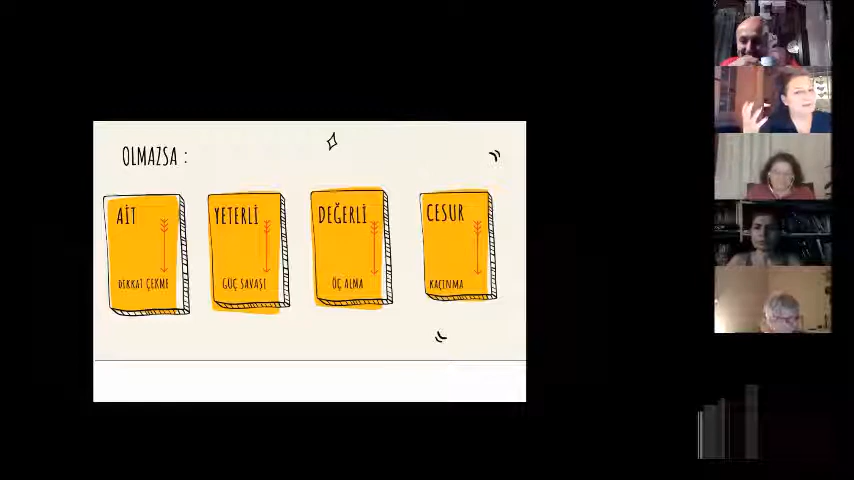 OLMAZSA :
AİT
DİKKAT ÇEKME
YETERLİ
GÜÇ SAVAŞI
DEĞERLİ
ÖÇ ALMA
CESUR
KAÇINMA